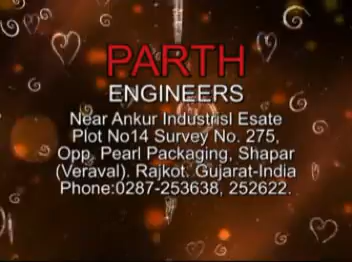 PARTH
ENGINEERS
Near Ankur Industrisl Esate
Plot No14 Survey No. 275,
Opp. Pearl Packaging, Shapar
(Veraval). Rajkot. Gujarat-India
Phone:0287-253638, 252622.